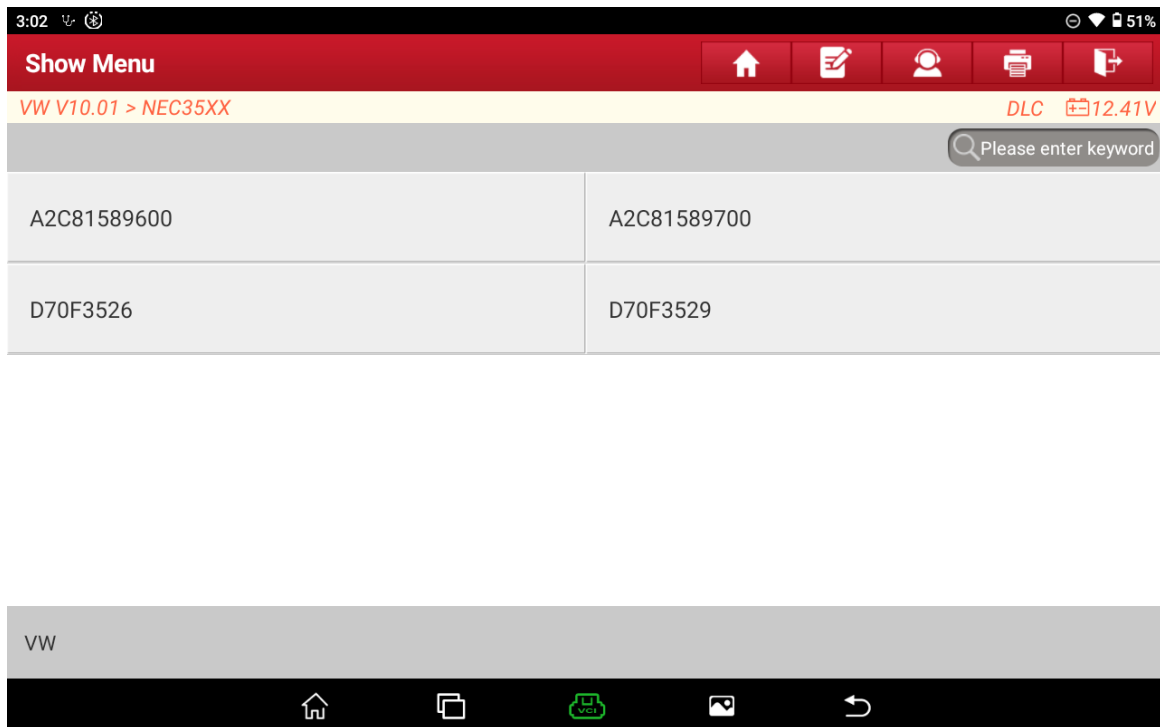 3:02 51%
Show Menu
VW V10.01 > NEC35XX DLC 12.41V
Please enter keyword
A2C81589600 A2C81589700
D70F3526 D70F3529
VW
VCI